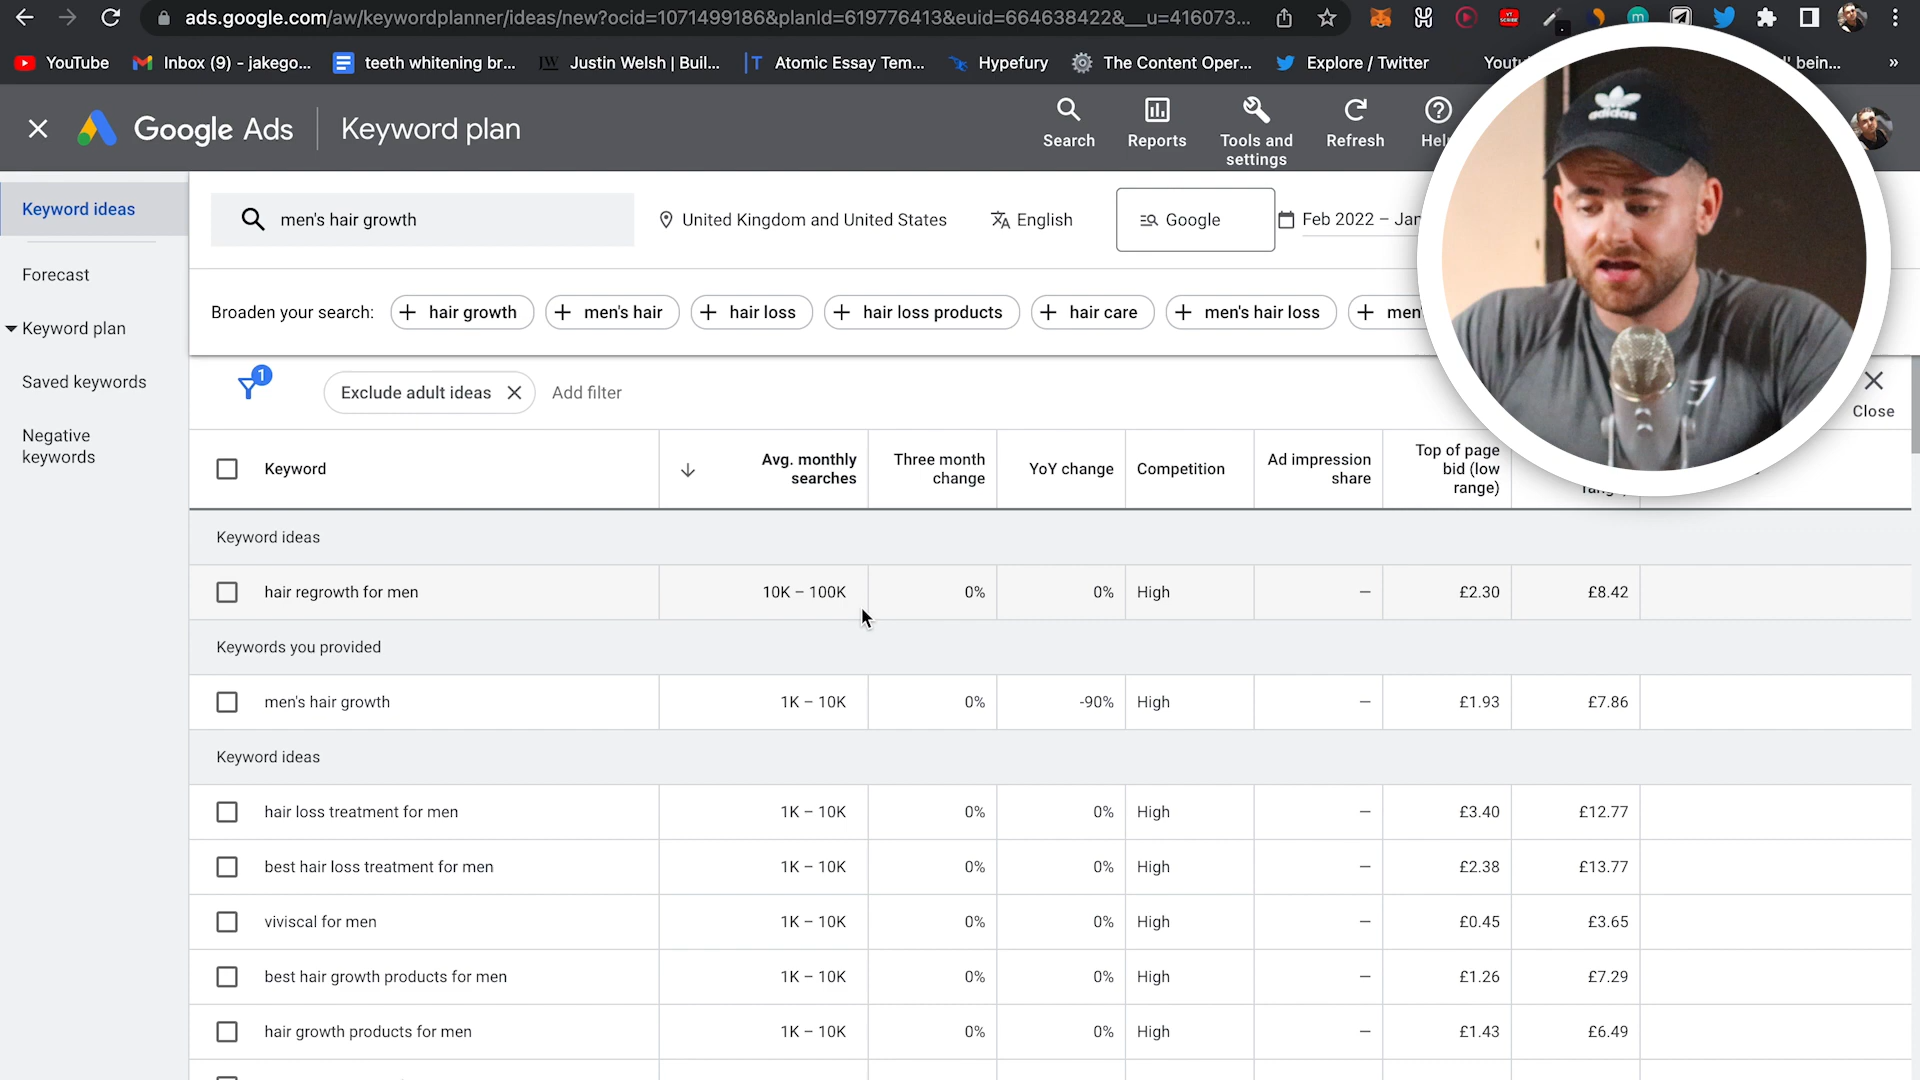 ads.google.com/aw/keywordplanner/ideas/new?ocid=1071499186&planId=619776413&euid=664638422&__u=416073...
YouTube Inbox (9) - jakego... teeth whitening br... JW Justin Welsh | Buil... T Atomic Essay Tem... Hypefury The Content Oper... Explore / Twitter bein... »
Google Ads Keyword plan
Search Reports Tools and settings Refresh
adidas
Keyword ideas
Forecast
Keyword plan
Saved keywords
Negative keywords
men's hair growth United Kingdom and United States English Google Feb 2022 –
Broaden your search: hair growth men's hair hair loss hair loss products hair care men's hair loss
1
Exclude adult ideas Add filter
Close
Keyword Avg. monthly searches Three month change YoY change Competition Ad impression share Top of page bid (low range)
Keyword ideas
hair regrowth for men 10K – 100K 0% 0% High — £2.30 £8.42
Keywords you provided
men's hair growth 1K – 10K 0% -90% High — £1.93 £7.86
Keyword ideas
hair loss treatment for men 1K – 10K 0% 0% High — £3.40 £12.77
best hair loss treatment for men 1K – 10K 0% 0% High — £2.38 £13.77
viviscal for men 1K – 10K 0% 0% High — £0.45 £3.65
best hair growth products for men 1K – 10K 0% 0% High — £1.26 £7.29
hair growth products for men 1K – 10K 0% 0% High — £1.43 £6.49